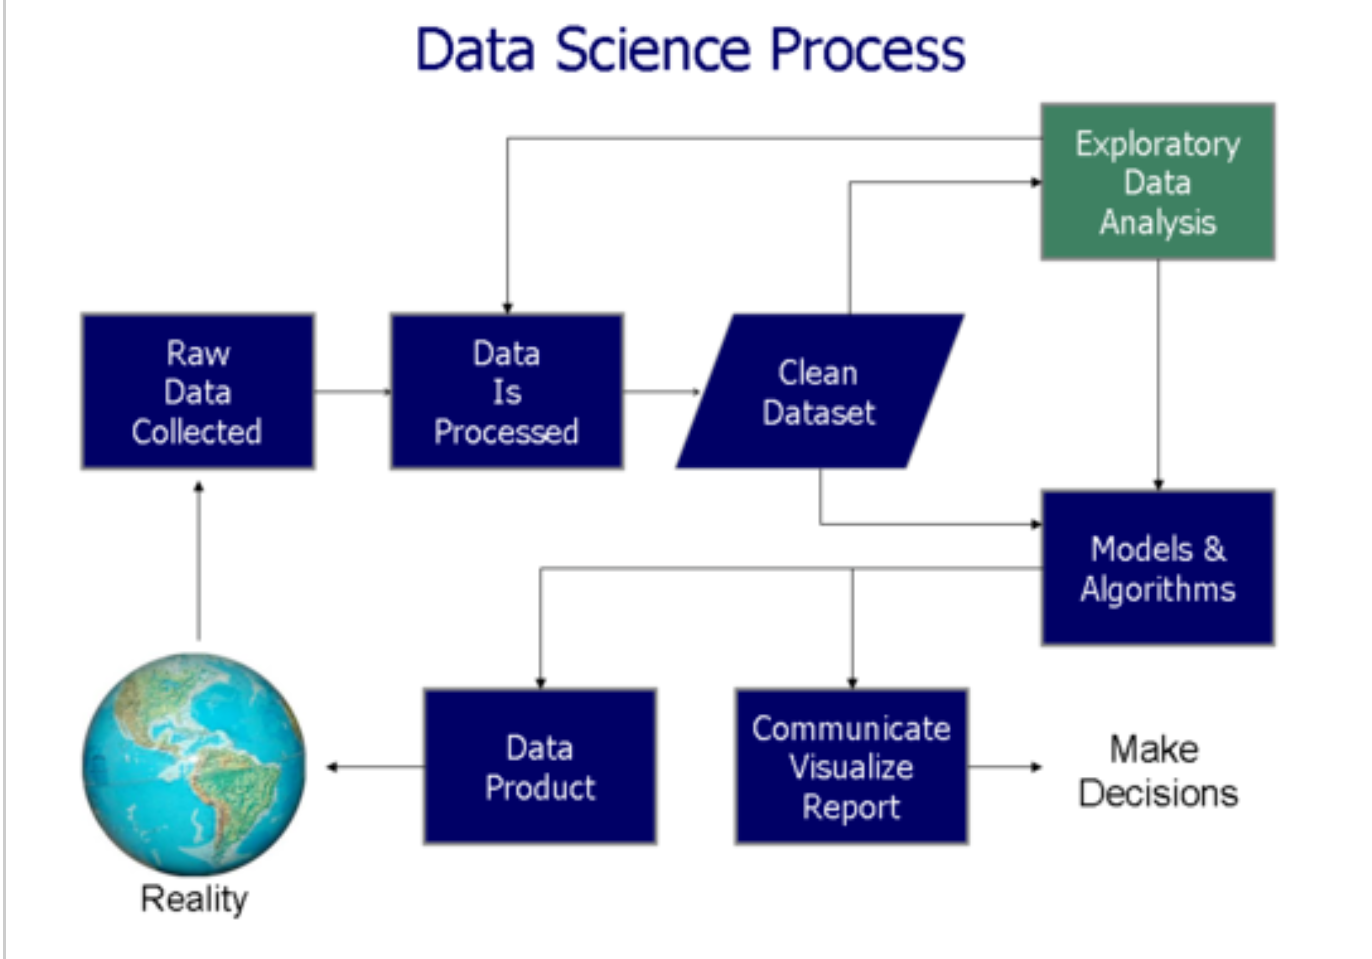 Data Science Process
Exploratory
Data
Analysis
Raw
Data
Collected
Data
Is
Processed
Clean
Dataset
Models &
Algorithms
Data
Product
Communicate
Visualize
Report
Make
Decisions
Reality